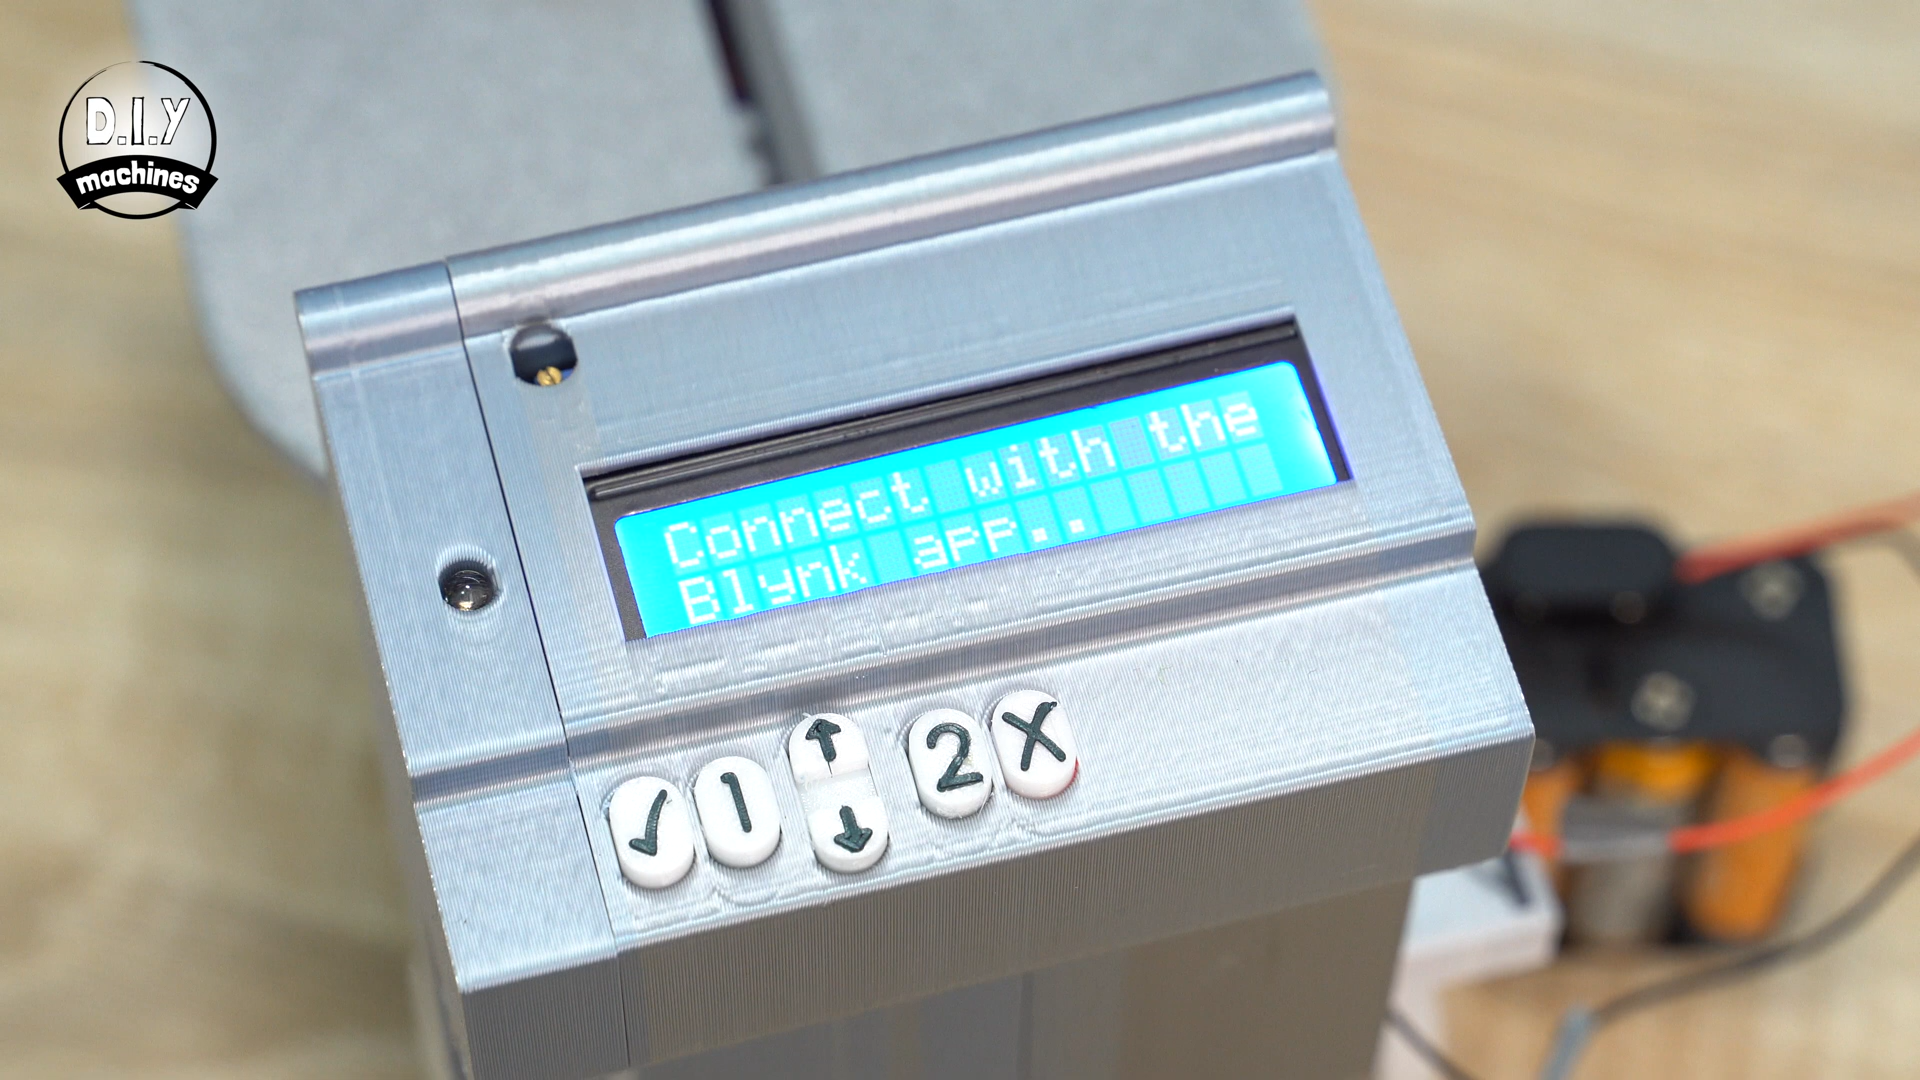 D.I.Y
machines
Connect with the
Blynk app..
✓ 1 ↑ ↓ 2 X